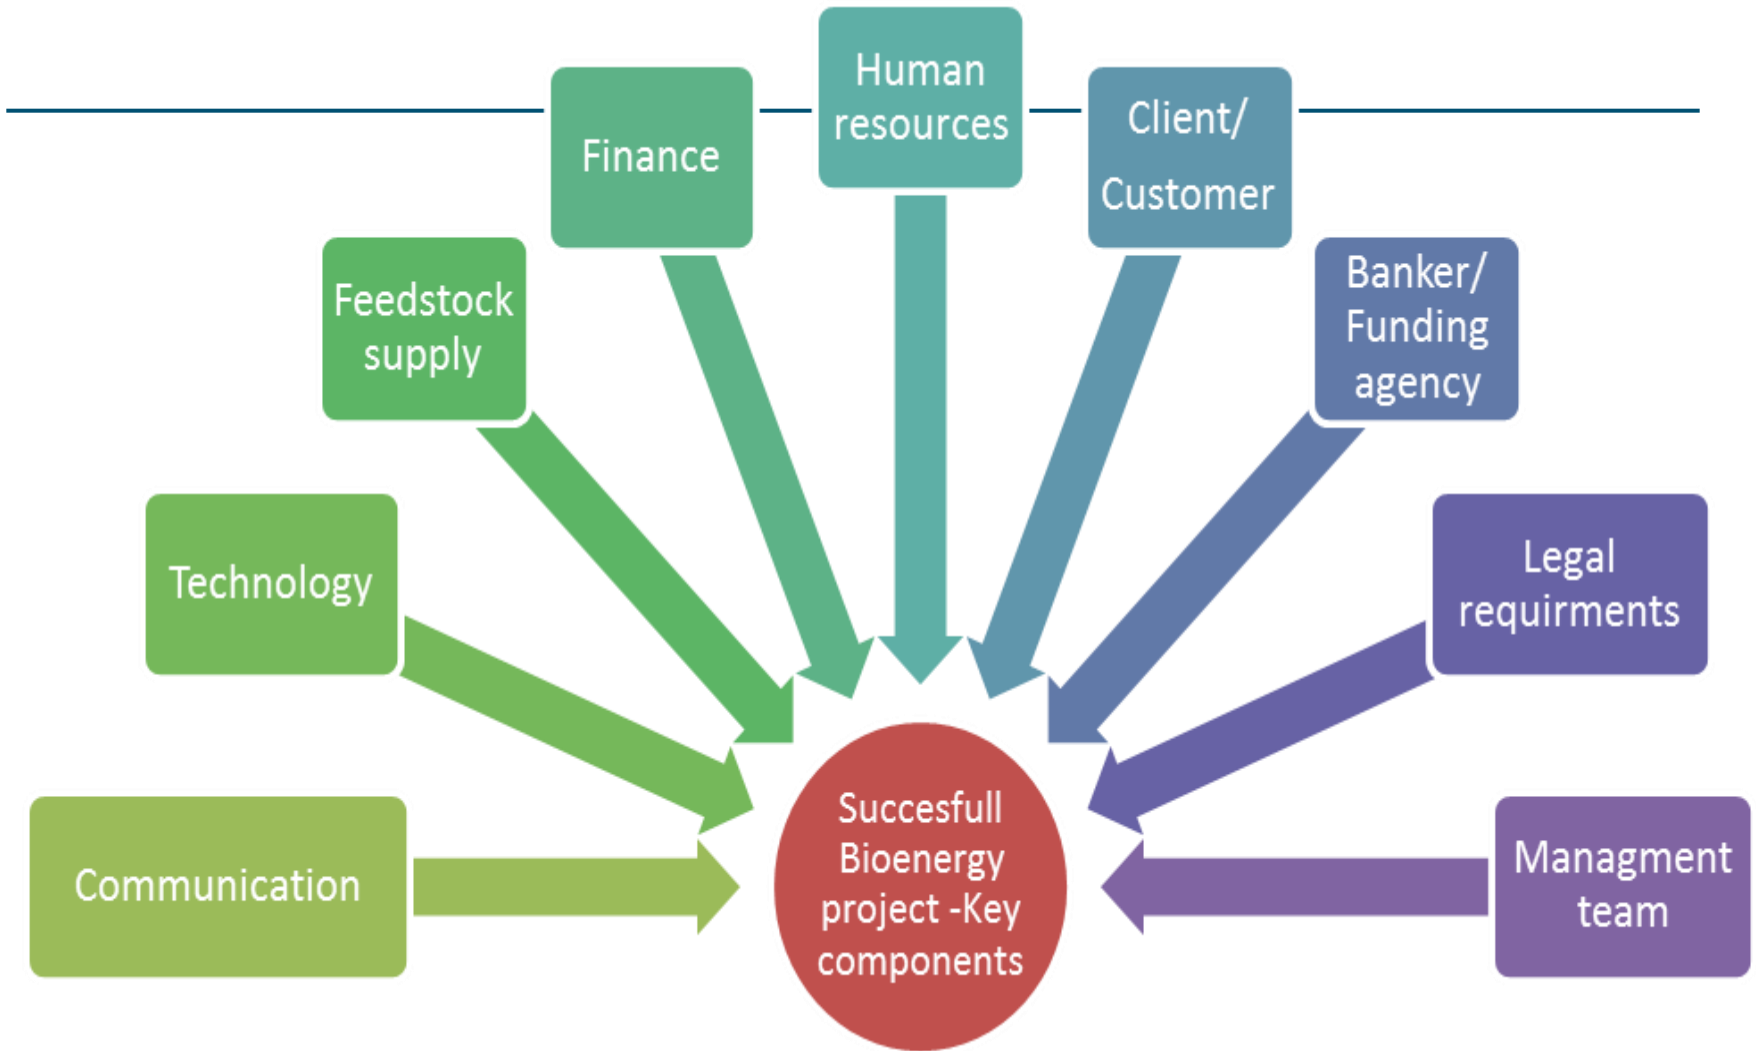 Human
resources
Finance
Client/
Customer
Feedstock
supply
Banker/
Funding
agency
Technology
Legal
requirments
Communication
Succesfull
Bioenergy
project -Key
components
Managment
team